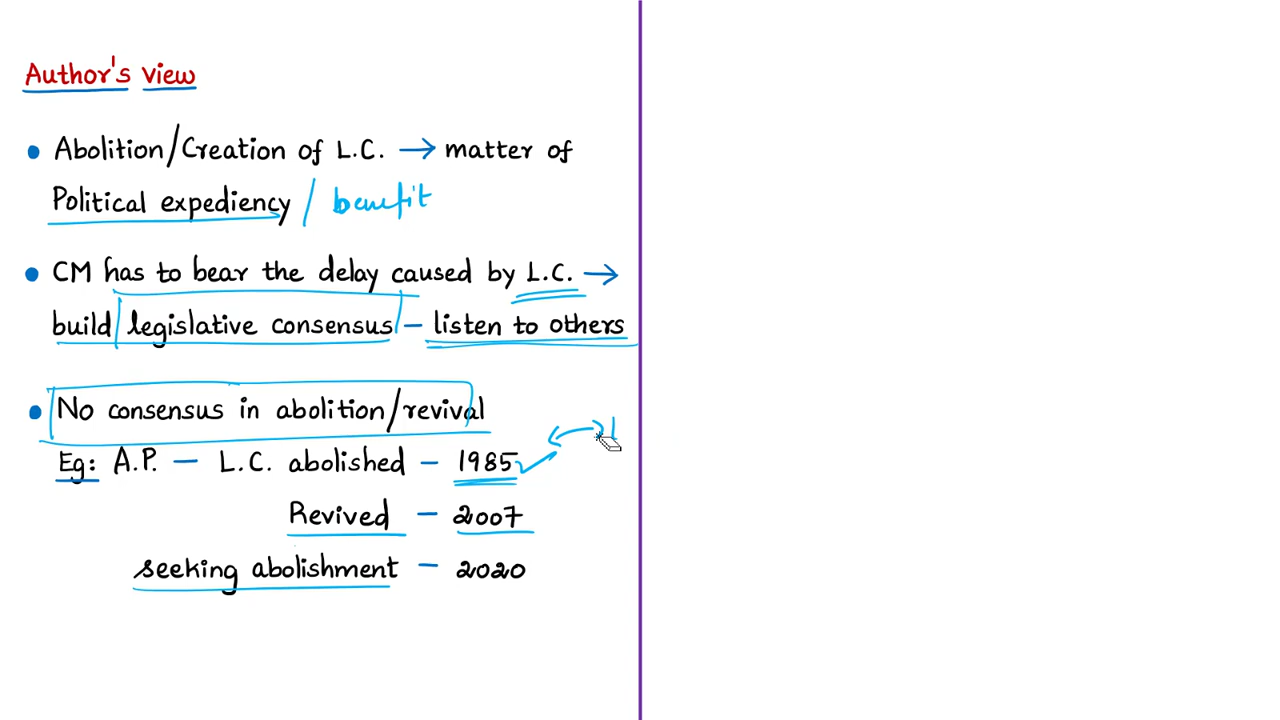 Author's view
• Abolition/Creation of L.C. → matter of
Political expediency / benefit
• CM has to bear the delay caused by L.C. →
build legislative consensus – listen to others
• No consensus in abolition/revival
Eg: A.P. – L.C. abolished – 1985
Revived – 2007
seeking abolishment – 2020